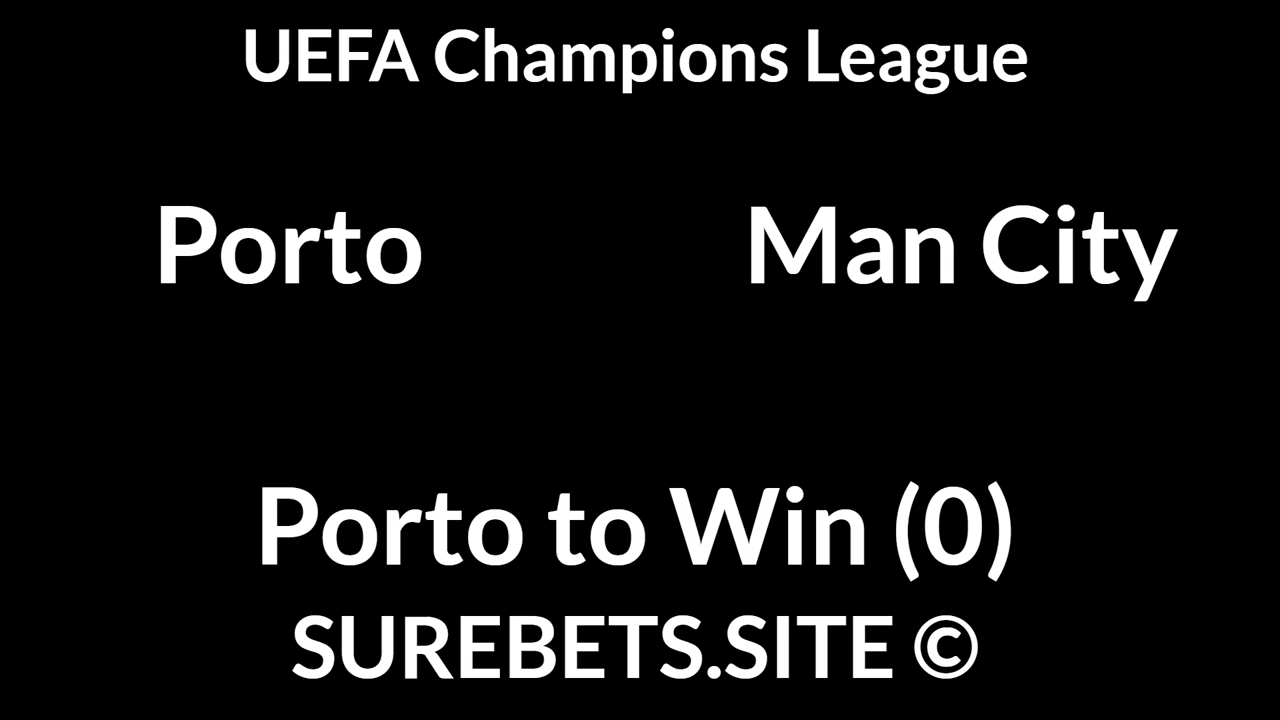 UEFA Champions League
Porto Man City
Porto to Win (0)
SUREBETS.SITE ©